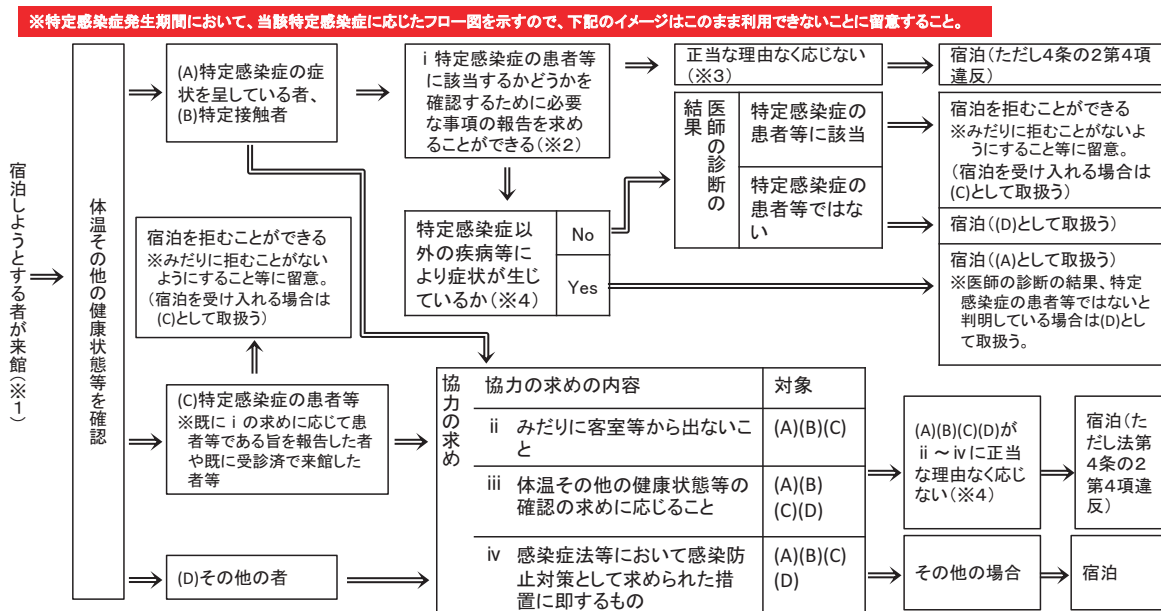 ※特定感染症発生期間において、当該特定感染症に応じたフロー図を示すので、下記のイメージはこのまま利用できないことに留意すること。
宿泊しようとする者が来館(※1)
体温その他の健康状態等を確認
(A)特定感染症の症
状を呈している者、
(B)特定接触者
ⅰ特定感染症の患者等
に該当するかどうかを
確認するために必要
な事項の報告を求め
ることができる(※2)
正当な理由なく応じない
(※3)
宿泊(ただし4条の2第4項
違反)
医師の診断の
結果
特定感染症の
患者等に該当
宿泊を拒むことができる
※みだりに拒むことがないよ
うにすること等に留意。
(宿泊を受け入れる場合は
(C)として取扱う)
特定感染症の
患者等ではな
い
宿泊((D)として取扱う)
特定感染症以
外の疾病等に
より症状が生じ
ているか(※4)
No
Yes
宿泊((A)として取扱う)
※医師の診断の結果、特定
感染症の患者等ではないと
判明している場合は(D)とし
て取扱う。
宿泊を拒むことができる
※みだりに拒むことがない
ようにすること等に留意。
(宿泊を受け入れる場合は
(C)として取扱う)
(C)特定感染症の患者等
※既にⅰの求めに応じて患
者等である旨を報告した者
や既に受診済で来館した
者等
(D)その他の者
協力の求め
協力の求めの内容
対象
ⅱ みだりに客室等から出ないこ
と
(A)(B)(C)
ⅲ 体温その他の健康状態等の
確認の求めに応じること
(A)(B)
(C)(D)
ⅳ 感染症法等において感染防
止対策として求められた措
置に即するもの
(A)(B)(C)
(D)
(A)(B)(C)(D)が
ⅱ～ⅳに正当
な理由なく応じ
ない(※4)
宿泊(た
だし法第
4条の2
第4項違
反)
その他の場合
宿泊